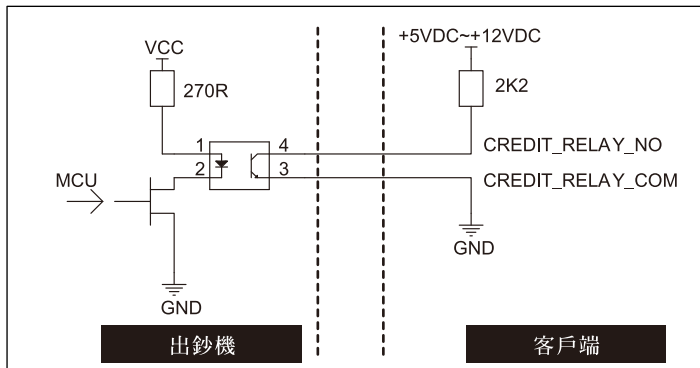 VCC
+5VDC~+12VDC
270R
2K2
1
4
CREDIT_RELAY_NO
2
3
CREDIT_RELAY_COM
MCU
GND
GND
出鈔機
客戶端